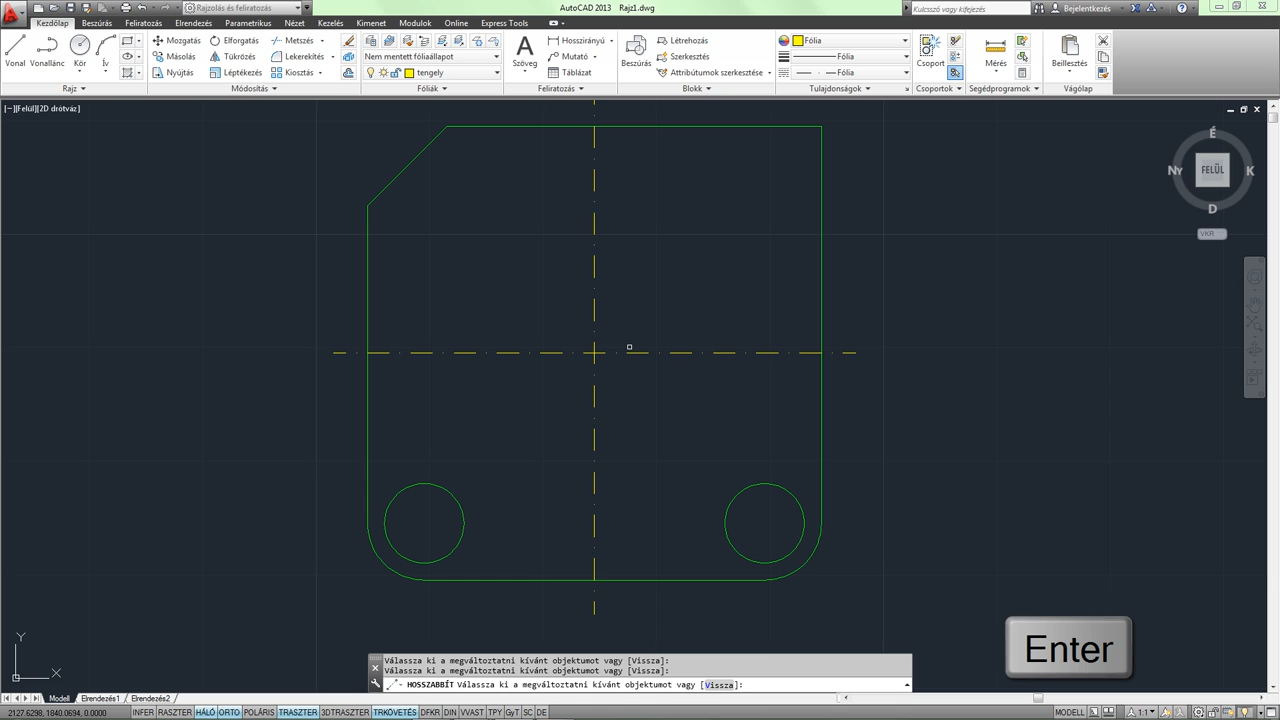 AutoCAD 2013 Rajz1.dwg
Rajzolás és feliratozás
Kulcsszó vagy kifejezés
Bejelentkezés
Kezdőlap Beszúrás Feliratozás Elrendezés Parametrikus Nézet Kezelés Kimenet Modulok Online Express Tools
Vonal
Vonallánc
Kör
Ív
Mozgatás Elforgatás Metszés
Másolás Tükrözés Lekerekítés
Nyújtás Léptékezés Kiosztás
Nem mentett fóliaállapot
tengely
Szöveg
Hosszirányú
Mutató
Táblázat
Beszúrás
Létrehozás
Szerkesztés
Attribútumok szerkesztése
Fólia
Fólia
Fólia
Csoport
Mérés
Beillesztés
Rajz Módosítás Fóliák Feliratozás Blokk Tulajdonságok Csoportok Segédprogramok Vágólap
[−][Felül][2D drótváz]
É
Ny FELÜL K
D
VKR
Y
X
Enter
Válassza ki a megváltoztatni kívánt objektumot vagy [Vissza]:
Válassza ki a megváltoztatni kívánt objektumot vagy [Vissza]:
HOSSZABBÍT Válassza ki a megváltoztatni kívánt objektumot vagy [Vissza]:
Modell Elrendezés1 Elrendezés2
2127.6298, 1840.0694, 0.0000 INFER RASZTER HÁLÓ ORTO POLÁRIS TRASZTER 3DTRASZTER TRKÖVETÉS DFKR DIN VVAST TPY GyT SC DE MODELL 1:1